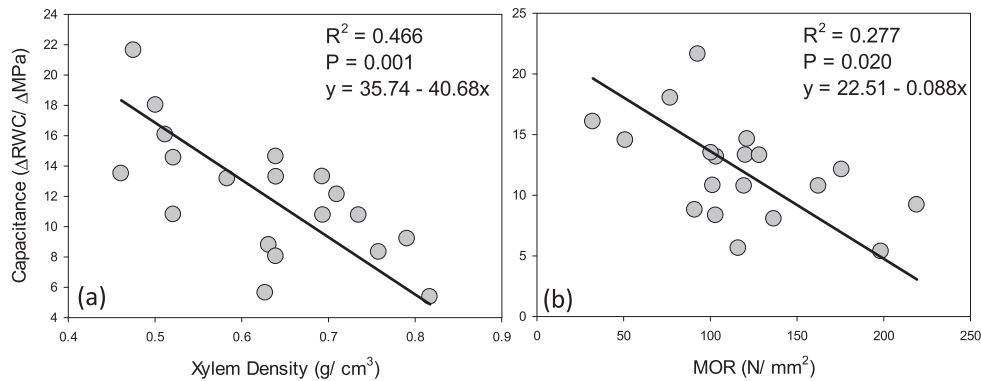 Capacitance (ΔRWC/ ΔMPa)
24
22
20
18
16
14
12
10
8
6
4
R² = 0.466
P = 0.001
y = 35.74 - 40.68x
(a)
0.4 0.5 0.6 0.7 0.8 0.9
Xylem Density (g/ cm³)
25
20
15
10
5
0
R² = 0.277
P = 0.020
y = 22.51 - 0.088x
(b)
0 50 100 150 200 250
MOR (N/ mm²)